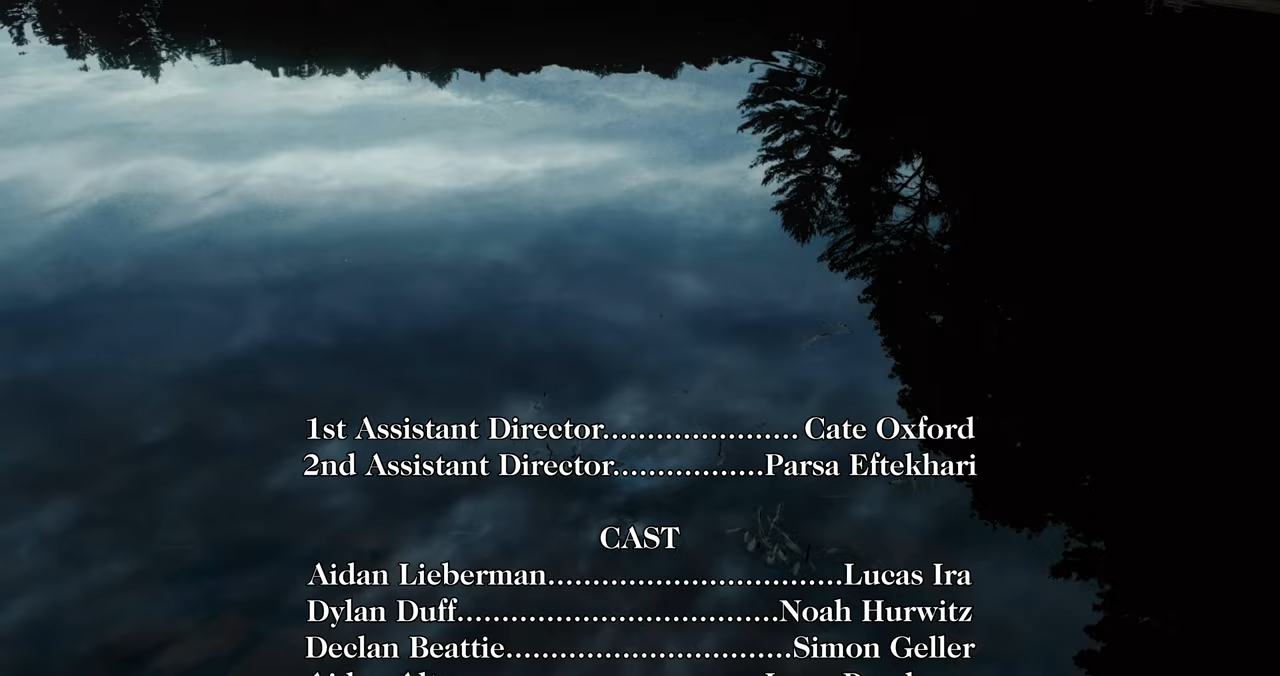 1st Assistant Director..................... Cate Oxford
2nd Assistant Director.................Parsa Eftekhari
CAST
Aidan Lieberman.................................Lucas Ira
Dylan Duff....................................Noah Hurwitz
Declan Beattie................................Simon Geller